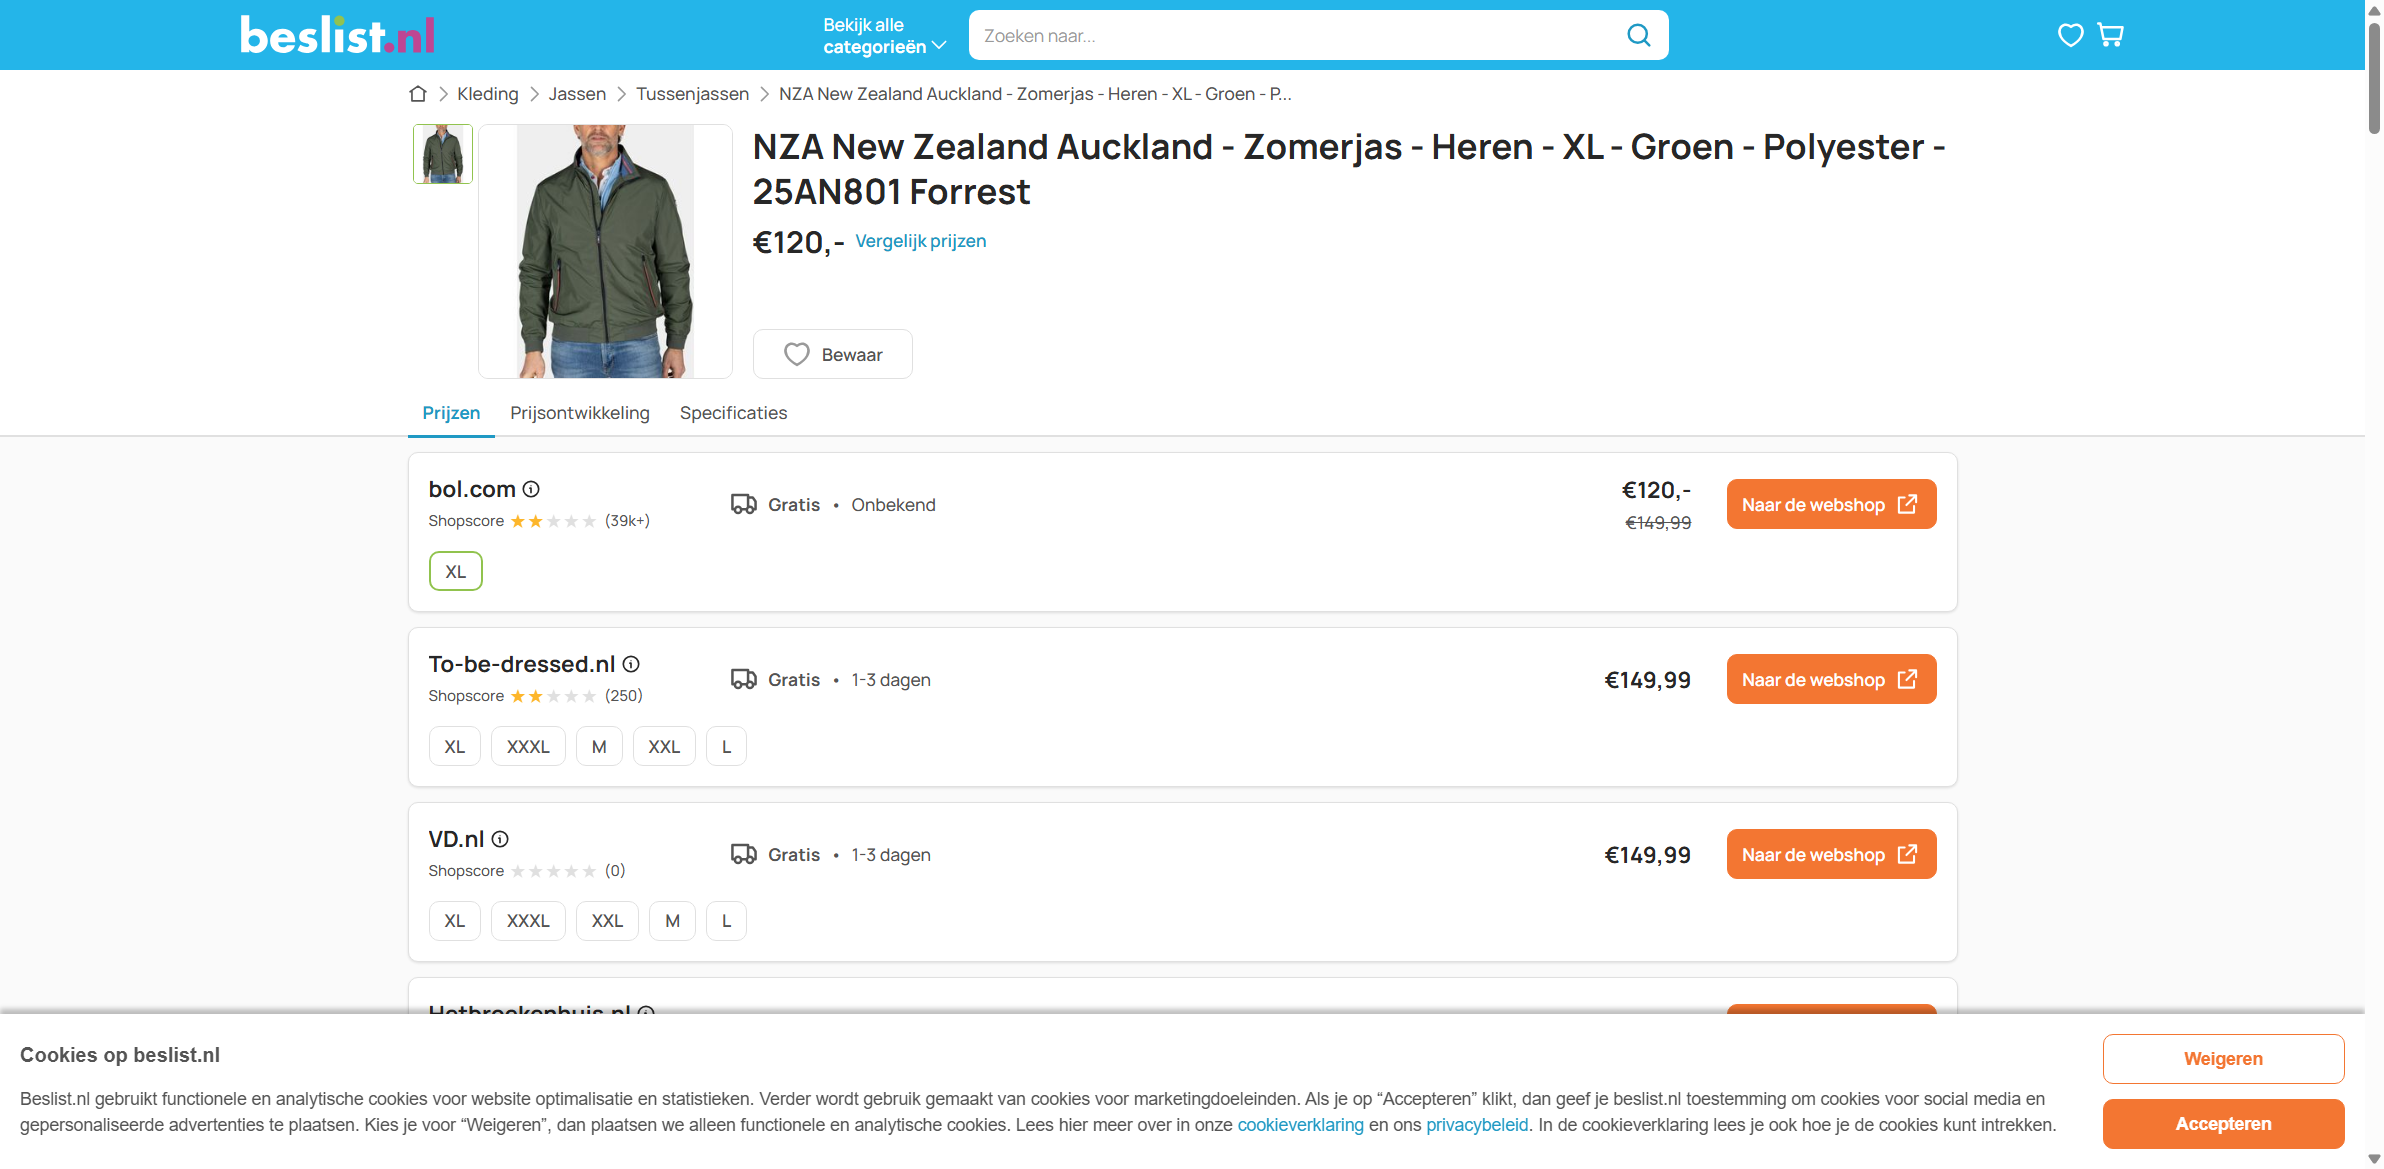 beslist.nl
Bekijk alle
categorieën
Zoeken naar...
Kleding
Jassen
Tussenjassen
NZA New Zealand Auckland - Zomerjas - Heren - XL - Groen - P...
NZA New Zealand Auckland - Zomerjas - Heren - XL - Groen - Polyester -
25AN801 Forrest
€120,- Vergelijk prijzen
Bewaar
Prijzen Prijsontwikkeling Specificaties
bol.com
Shopscore (39k+)
Gratis • Onbekend
€120,-
€149,99
Naar de webshop
XL
To-be-dressed.nl
Shopscore (250)
Gratis • 1-3 dagen
€149,99
Naar de webshop
XL XXXL M XXL L
VD.nl
Shopscore (0)
Gratis • 1-3 dagen
€149,99
Naar de webshop
XL XXXL XXL M L
Cookies op beslist.nl
Beslist.nl gebruikt functionele en analytische cookies voor website optimalisatie en statistieken. Verder wordt gebruik gemaakt van cookies voor marketingdoeleinden. Als je op “Accepteren” klikt, dan geef je beslist.nl toestemming om cookies voor social media en
gepersonaliseerde advertenties te plaatsen. Kies je voor “Weigeren”, dan plaatsen we alleen functionele en analytische cookies. Lees hier meer over in onze cookieverklaring en ons privacybeleid. In de cookieverklaring lees je ook hoe je de cookies kunt intrekken.
Weigeren
Accepteren